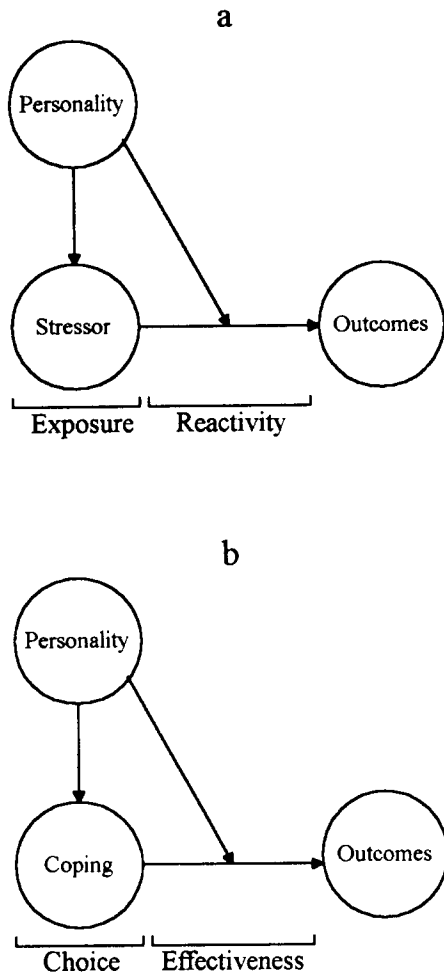 a
Personality
Stressor
Outcomes
Exposure Reactivity
b
Personality
Coping
Outcomes
Choice Effectiveness